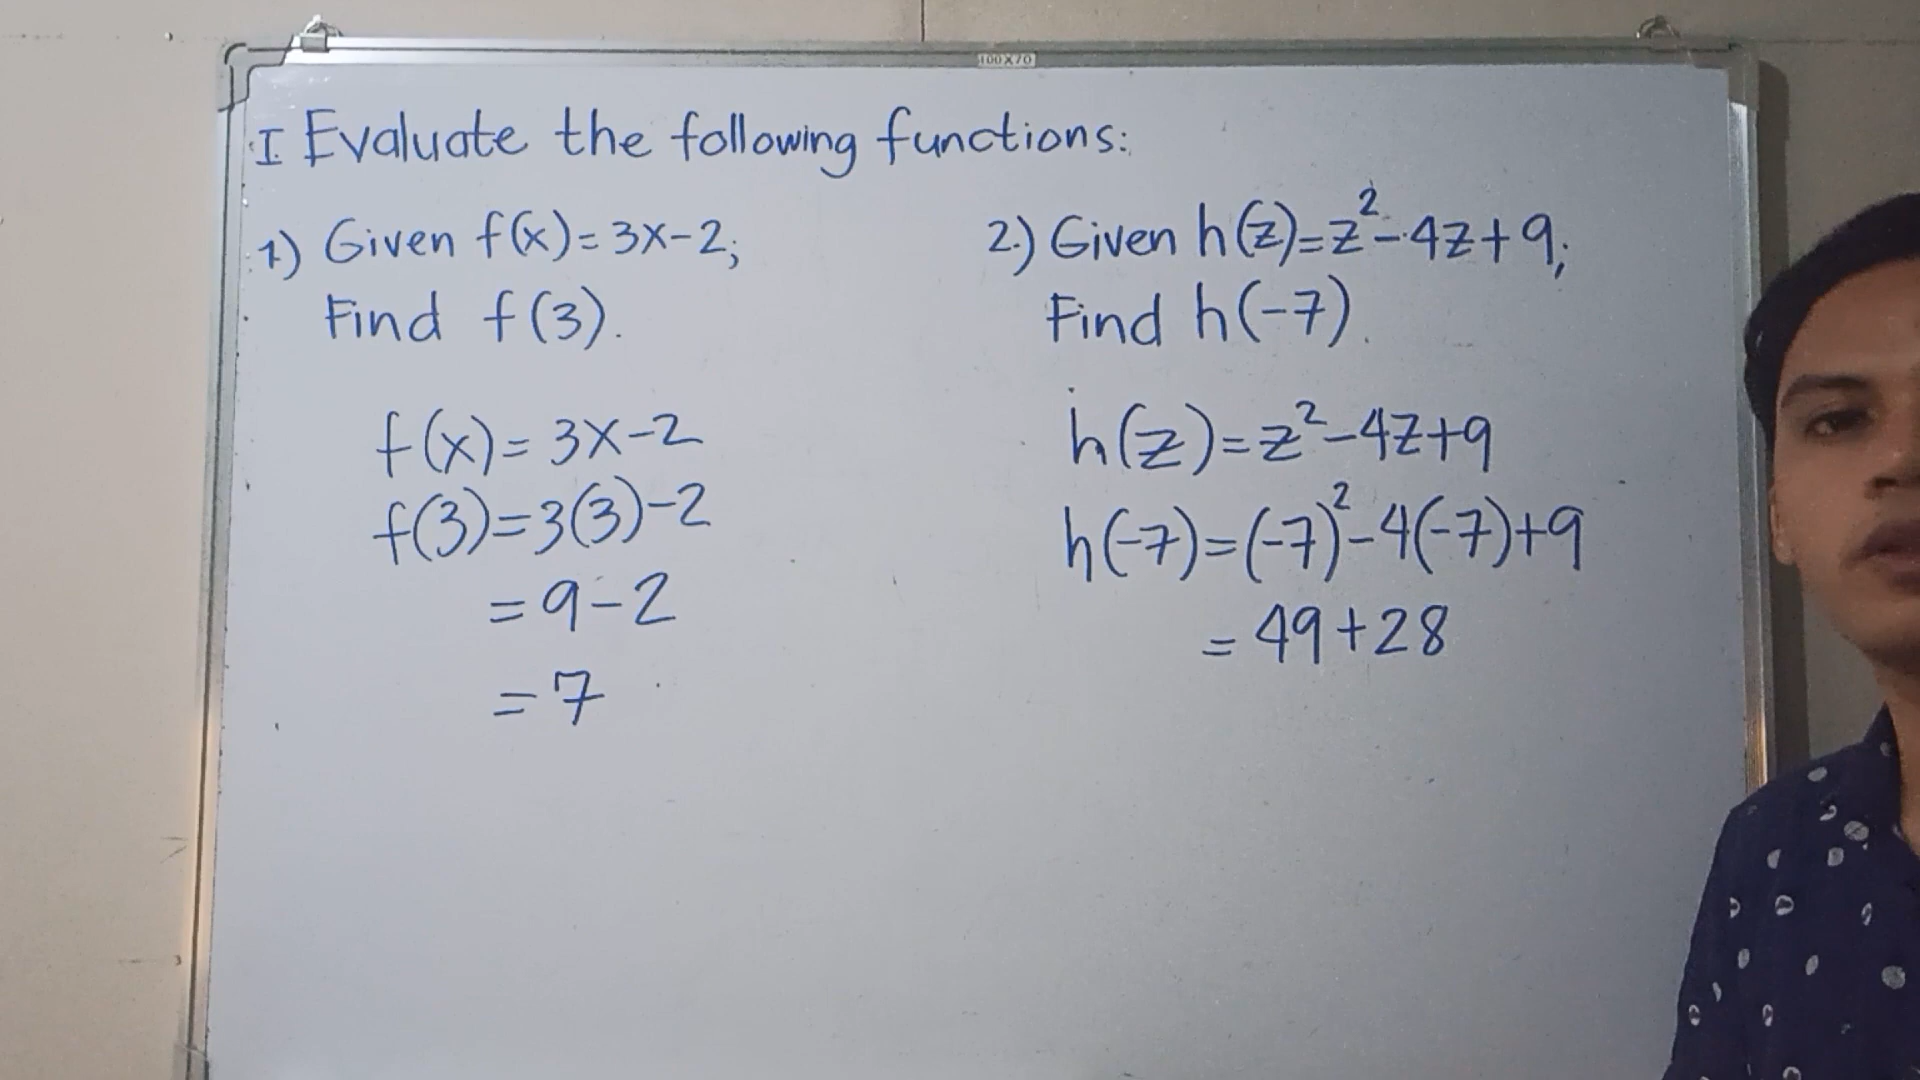 100X70
I Evaluate the following functions:
1) Given f(x)=3x-2;
Find f(3).
f(x)=3x-2
f(3)=3(3)-2
=9-2
=7
2.) Given h(z)=z²-4z+9;
Find h(-7).
h(z)=z²-4z+9
h(-7)=(-7)²-4(-7)+9
=49+28